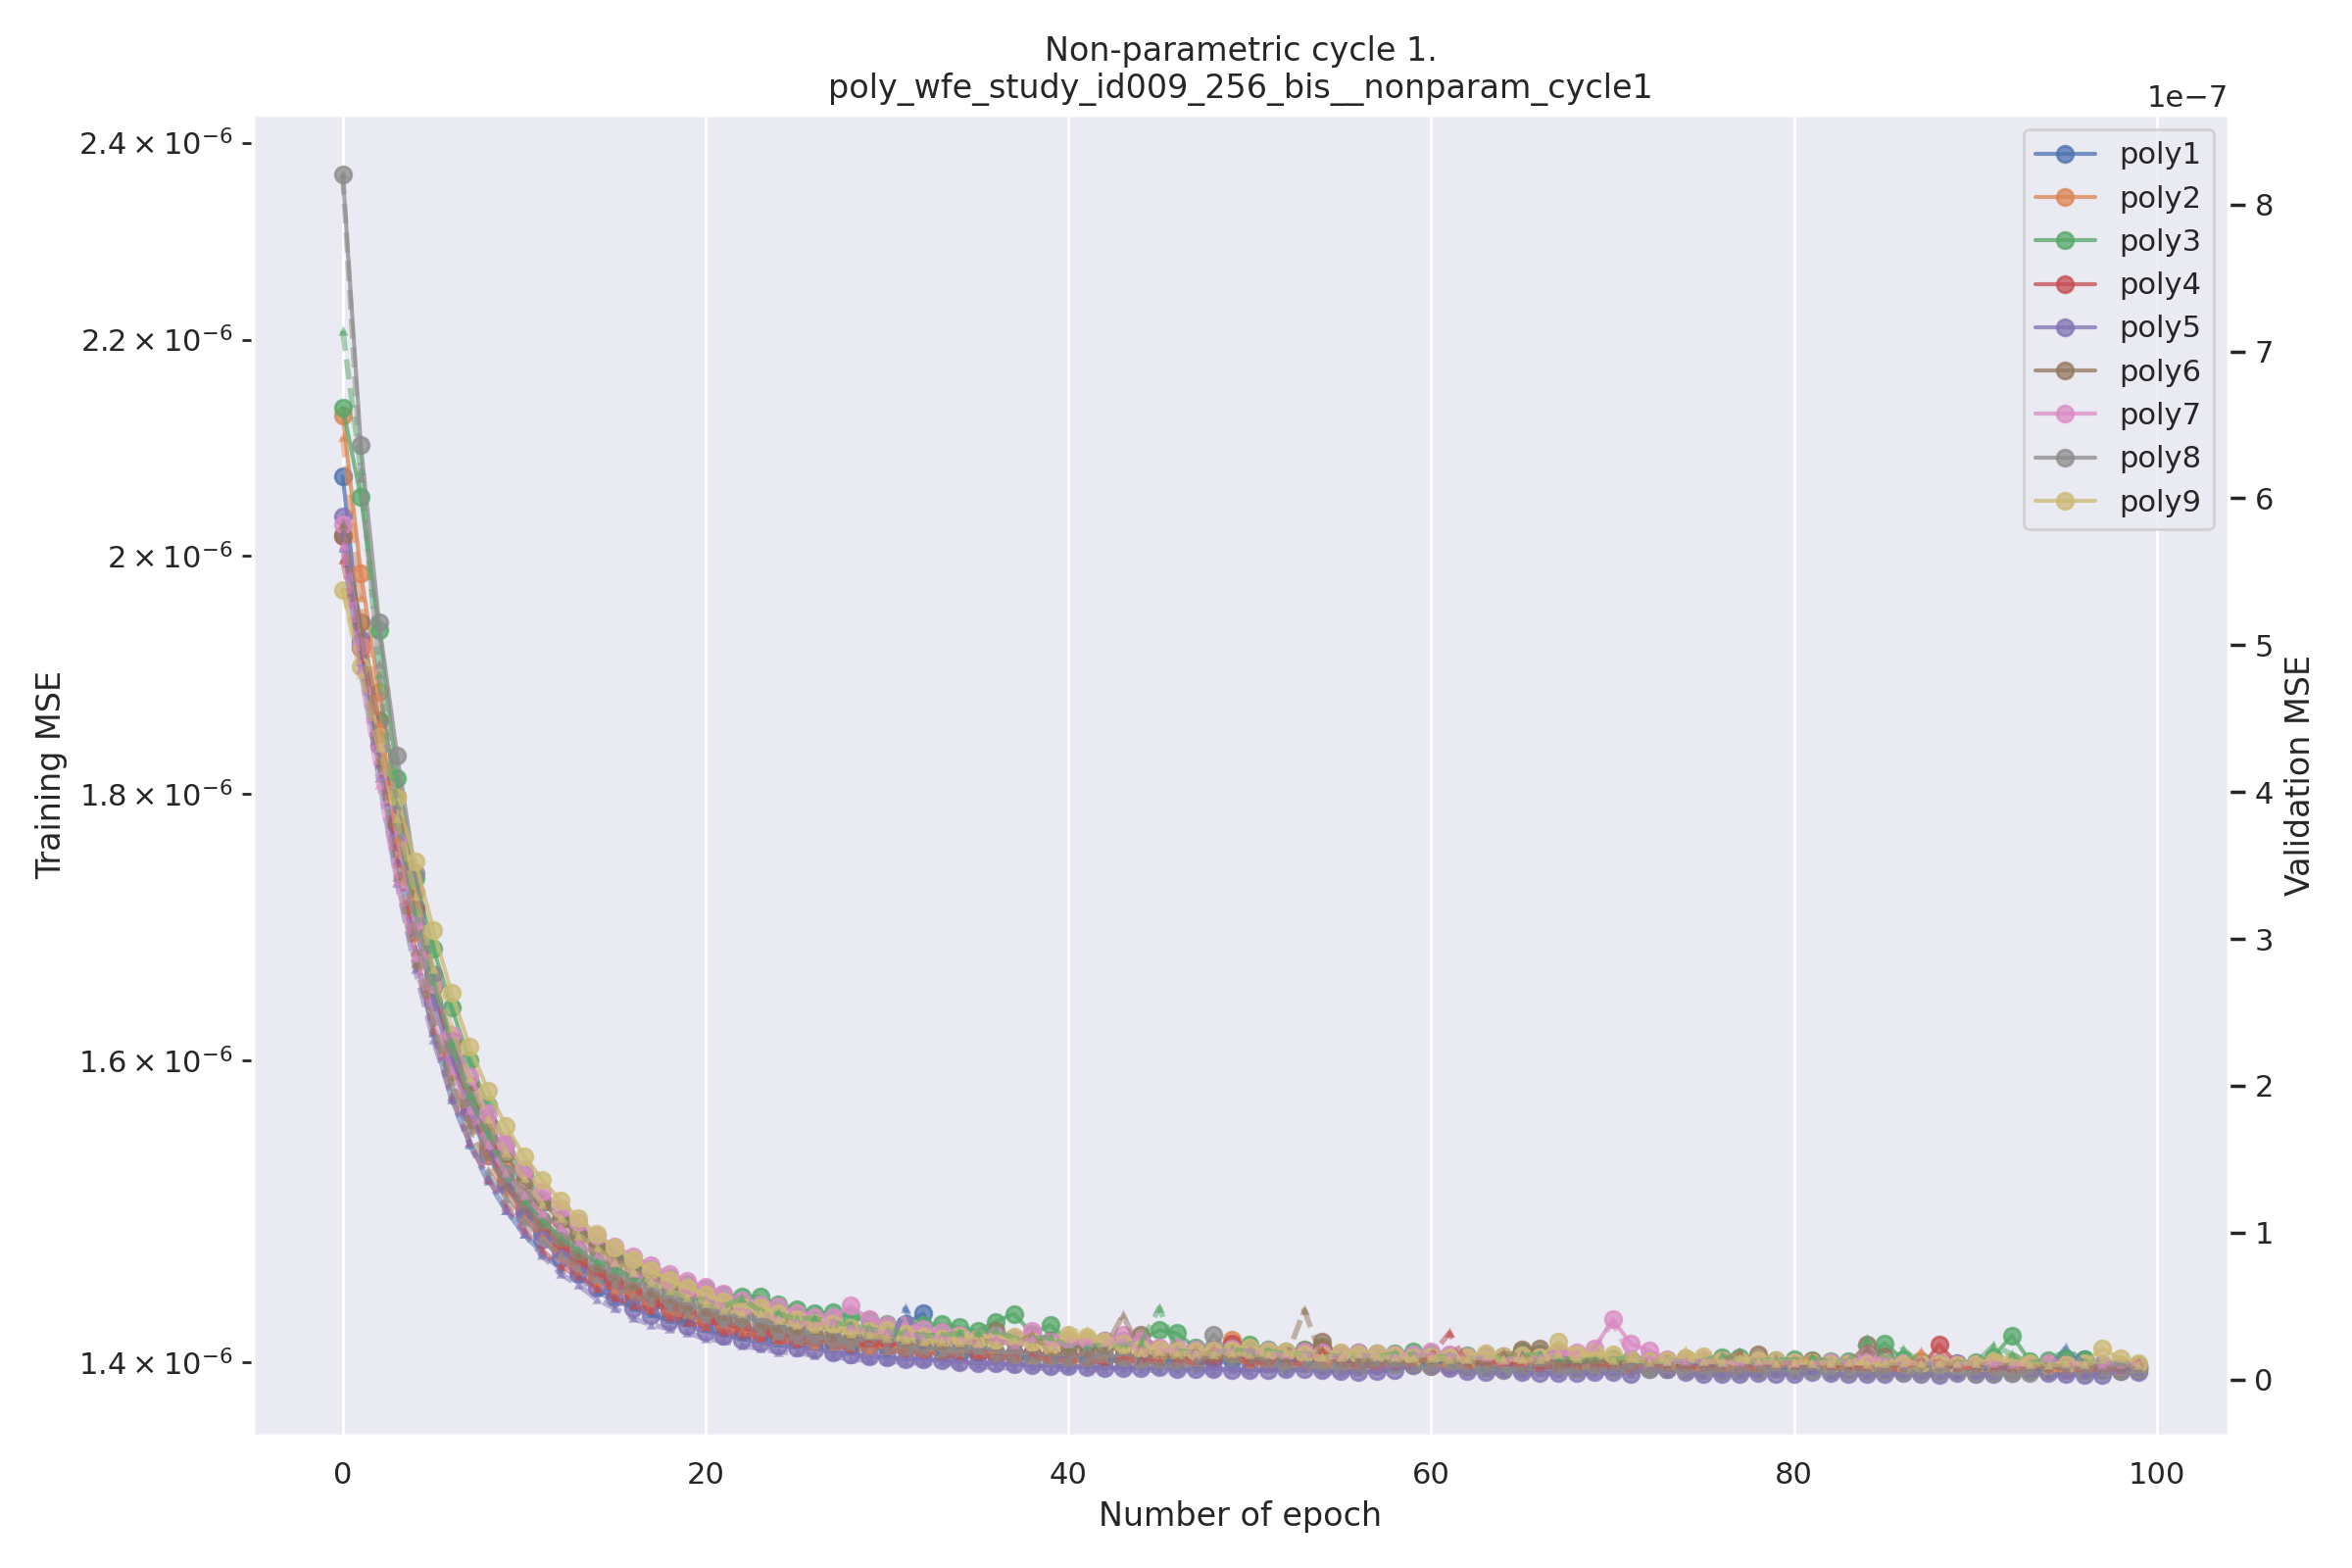 Non-parametric cycle 1.
poly_wfe_study_id009_256_bis__nonparam_cycle1
1e−7
2.4 × 10⁻⁶
2.2 × 10⁻⁶
2 × 10⁻⁶
1.8 × 10⁻⁶
1.6 × 10⁻⁶
1.4 × 10⁻⁶
Training MSE
poly1
poly2
poly3
poly4
poly5
poly6
poly7
poly8
poly9
8
7
6
5
4
3
2
1
0
Validation MSE
0 20 40 60 80 100
Number of epoch